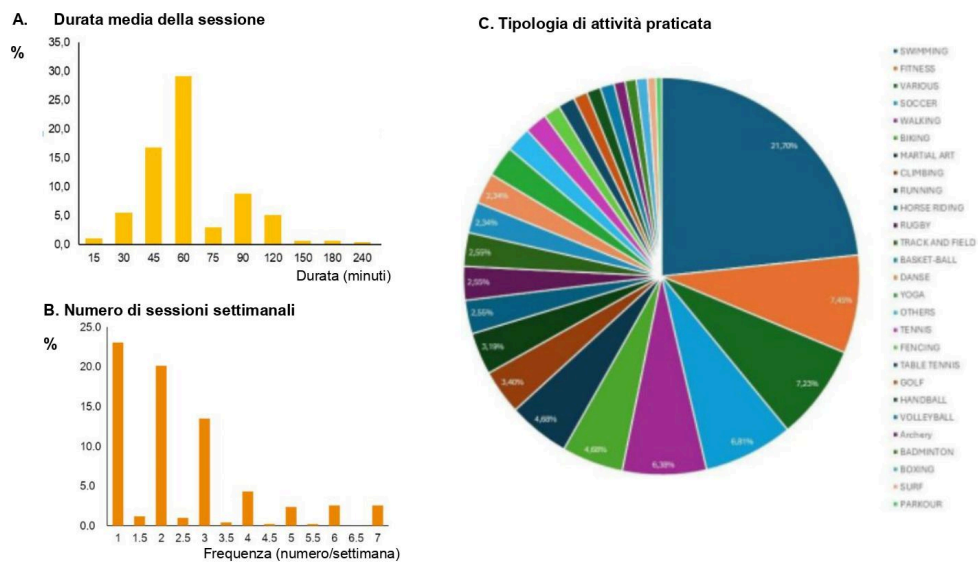 A. Durata media della sessione
%
35,0
30,0
25,0
20,0
15,0
10,0
5,0
0,0
15 30 45 60 75 90 120 150 180 240
Durata (minuti)
B. Numero di sessioni settimanali
%
25.0
20.0
15.0
10.0
5.0
0.0
1 1.5 2 2.5 3 3.5 4 4.5 5 5.5 6 6.5 7
Frequenza (numero/settimana)
C. Tipologia di attività praticata
21,70%
7,23%
6,81%
6,38%
4,68%
4,68%
3,40%
3,19%
2,55%
2,55%
2,55%
2,34%
2,34%
SWIMMING
FITNESS
VARIOUS
SOCCER
WALKING
BIKING
MARTIAL ART
CLIMBING
RUNNING
HORSE RIDING
RUGBY
TRACK AND FIELD
BASKET-BALL
DANSE
YOGA
OTHERS
TENNIS
FENCING
TABLE TENNIS
GOLF
HANDBALL
VOLLEYBALL
Archery
BADMINTON
BOXING
SURF
PARKOUR